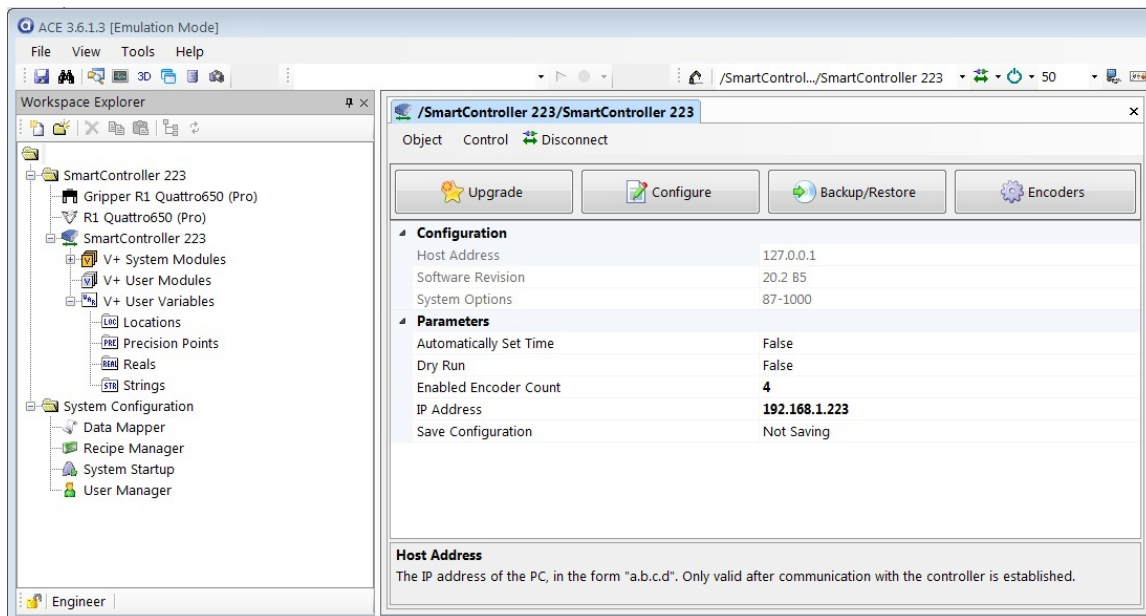 ACE 3.6.1.3 [Emulation Mode]
File View Tools Help
3D /SmartControl.../SmartController 223 50
Workspace Explorer
SmartController 223
Gripper R1 Quattro650 (Pro)
R1 Quattro650 (Pro)
SmartController 223
V+ System Modules
V+ User Modules
V+ User Variables
LOC Locations
PRE Precision Points
REAL Reals
STR Strings
System Configuration
Data Mapper
Recipe Manager
System Startup
User Manager
Engineer
/SmartController 223/SmartController 223
Object Control Disconnect
Upgrade Configure Backup/Restore Encoders
Configuration
Host Address 127.0.0.1
Software Revision 20.2 B5
System Options 87-1000
Parameters
Automatically Set Time False
Dry Run False
Enabled Encoder Count 4
IP Address 192.168.1.223
Save Configuration Not Saving
Host Address
The IP address of the PC, in the form "a.b.c.d". Only valid after communication with the controller is established.